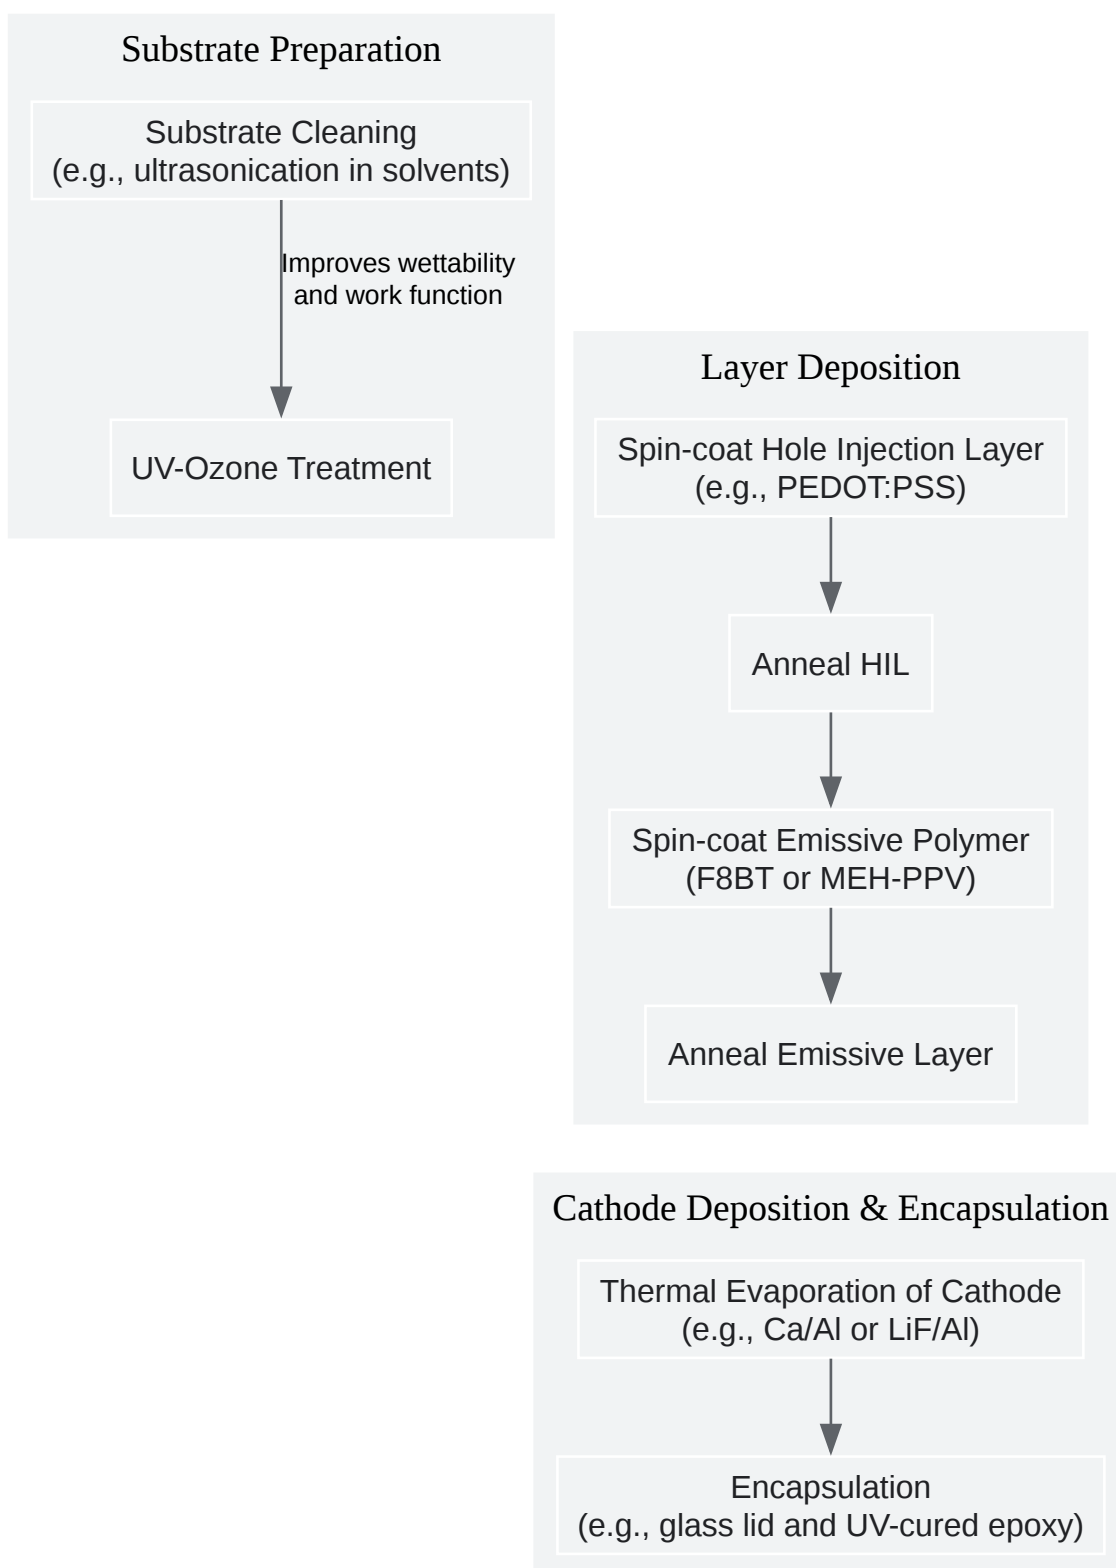 Substrate Preparation
Substrate Cleaning
(e.g., ultrasonication in solvents)
Improves wettability
and work function
UV-Ozone Treatment
Layer Deposition
Spin-coat Hole Injection Layer
(e.g., PEDOT:PSS)
Anneal HIL
Spin-coat Emissive Polymer
(F8BT or MEH-PPV)
Anneal Emissive Layer
Cathode Deposition & Encapsulation
Thermal Evaporation of Cathode
(e.g., Ca/Al or LiF/Al)
Encapsulation
(e.g., glass lid and UV-cured epoxy)